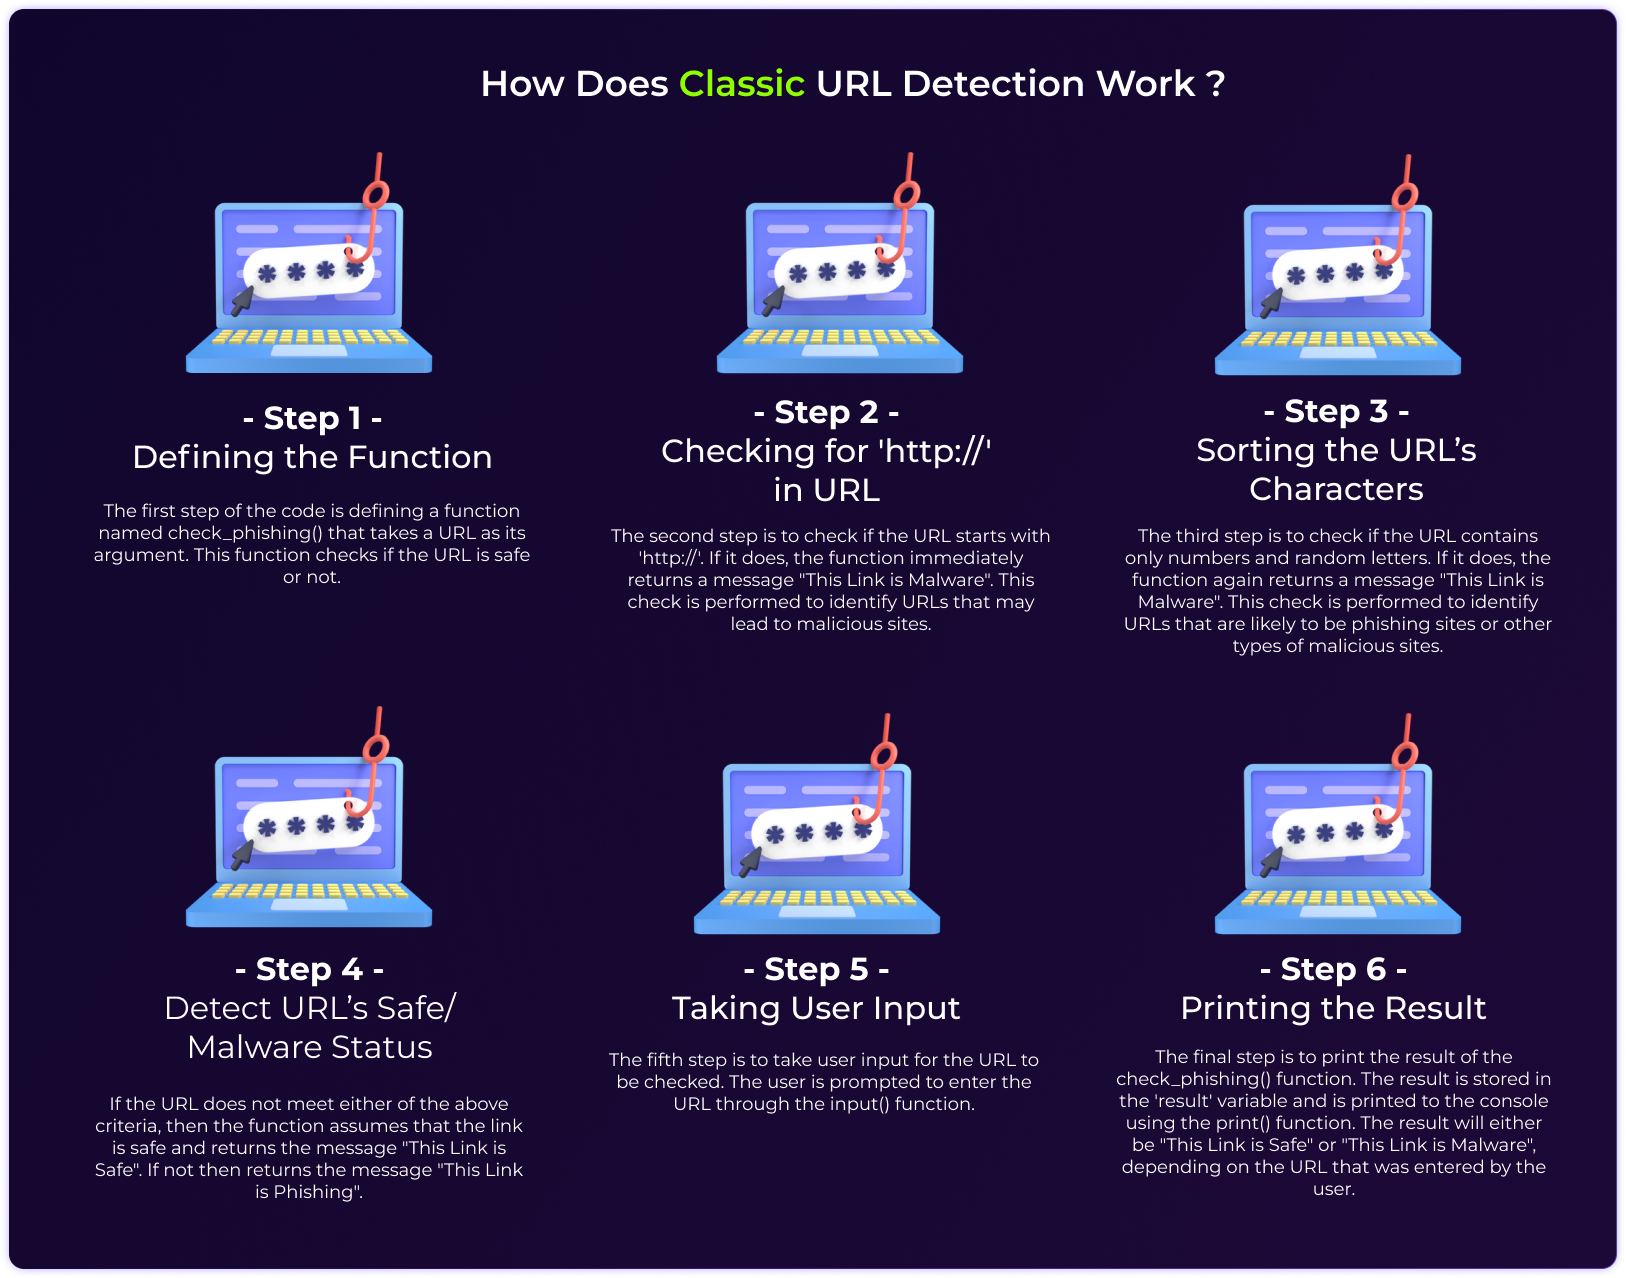 How Does Classic URL Detection Work ?
- Step 1 -
Defining the Function
The first step of the code is defining a function
named check_phishing() that takes a URL as its
argument. This function checks if the URL is safe
or not.
- Step 2 -
Checking for 'http://'
in URL
The second step is to check if the URL starts with
'http://'. If it does, the function immediately
returns a message "This Link is Malware". This
check is performed to identify URLs that may
lead to malicious sites.
- Step 3 -
Sorting the URL’s
Characters
The third step is to check if the URL contains
only numbers and random letters. If it does, the
function again returns a message "This Link is
Malware". This check is performed to identify
URLs that are likely to be phishing sites or other
types of malicious sites.
- Step 4 -
Detect URL’s Safe/
Malware Status
If the URL does not meet either of the above
criteria, then the function assumes that the link
is safe and returns the message "This Link is
Safe". If not then returns the message "This Link
is Phishing".
- Step 5 -
Taking User Input
The fifth step is to take user input for the URL to
be checked. The user is prompted to enter the
URL through the input() function.
- Step 6 -
Printing the Result
The final step is to print the result of the
check_phishing() function. The result is stored in
the 'result' variable and is printed to the console
using the print() function. The result will either
be "This Link is Safe" or "This Link is Malware",
depending on the URL that was entered by the
user.